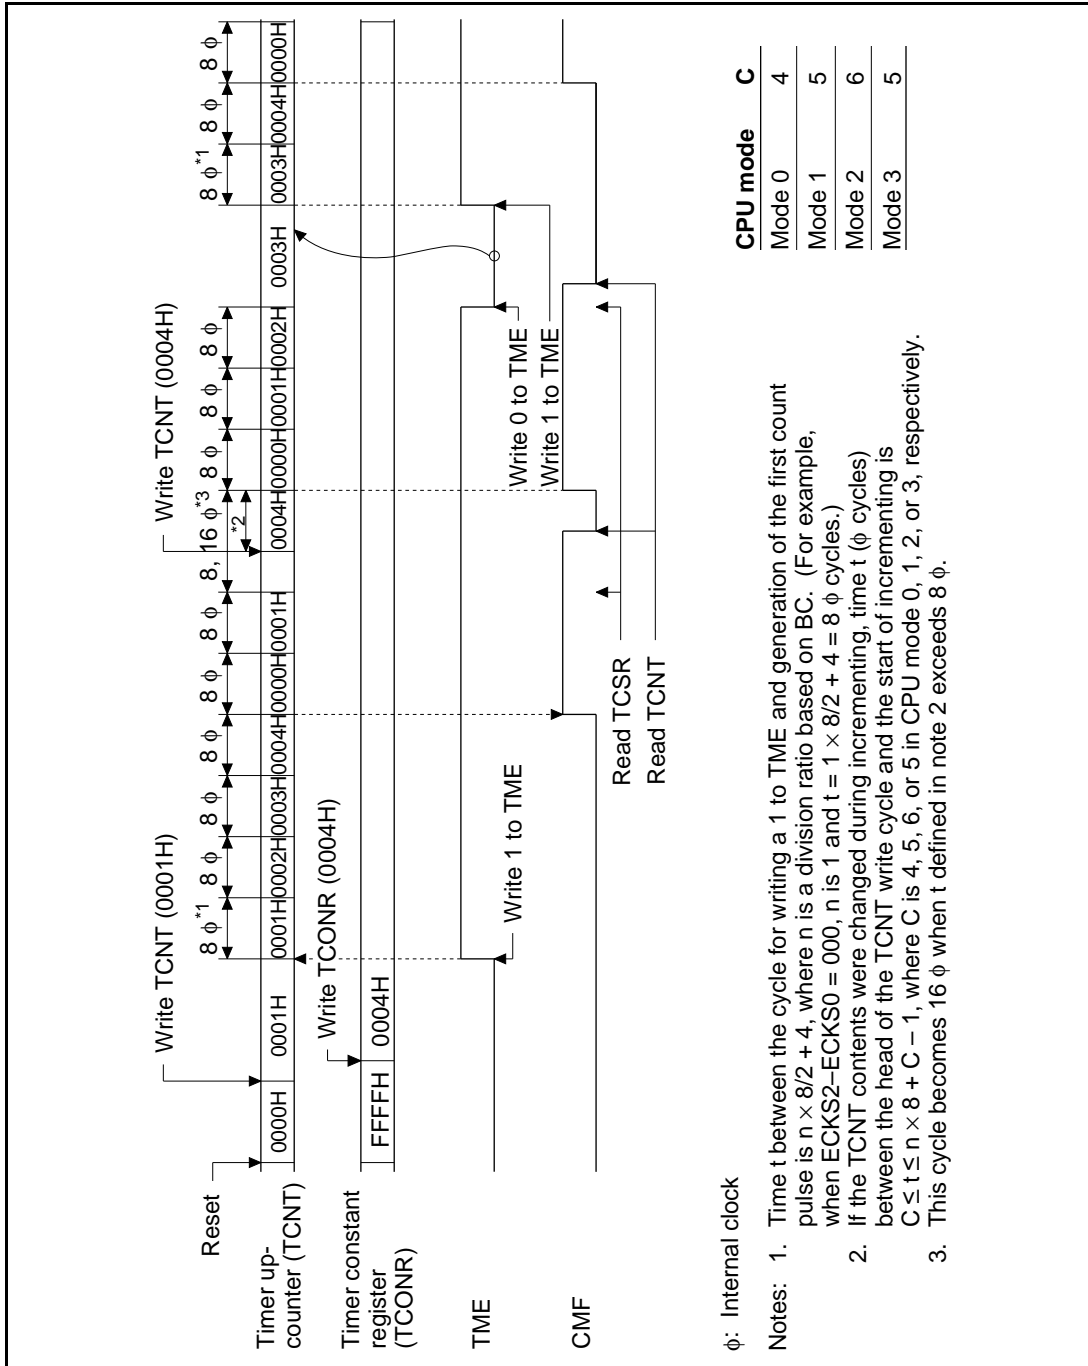 Reset
Write TCNT (0001H)
Write TCNT (0004H)
8 ϕ*1 8 ϕ 8 ϕ 8 ϕ 8 ϕ 8 ϕ 8, 16 ϕ*3 8 ϕ 8 ϕ 8 ϕ 8 ϕ*1 8 ϕ 8 ϕ
*2
Timer up-
counter (TCNT)
0000H 0001H 0001H 0002H 0003H 0004H 0000H 0001H 0004H 0000H 0001H 0002H 0003H 0003H 0004H 0000H
Write TCONR (0004H)
Timer constant
register
(TCONR)
FFFFH 0004H
TME
Write 1 to TME
Write 0 to TME
Write 1 to TME
CMF
Read TCSR
Read TCNT
ϕ: Internal clock
Notes: 1. Time t between the cycle for writing a 1 to TME and generation of the first count
pulse is n × 8/2 + 4, where n is a division ratio based on BC. (For example,
when ECKS2–ECKS0 = 000, n is 1 and t = 1 × 8/2 + 4 = 8 ϕ cycles.)
2. If the TCNT contents were changed during incrementing, time t (ϕ cycles)
between the head of the TCNT write cycle and the start of incrementing is
C ≤ t ≤ n × 8 + C – 1, where C is 4, 5, 6, or 5 in CPU mode 0, 1, 2, or 3, respectively.
3. This cycle becomes 16 ϕ when t defined in note 2 exceeds 8 ϕ.
CPU mode C
Mode 0 4
Mode 1 5
Mode 2 6
Mode 3 5